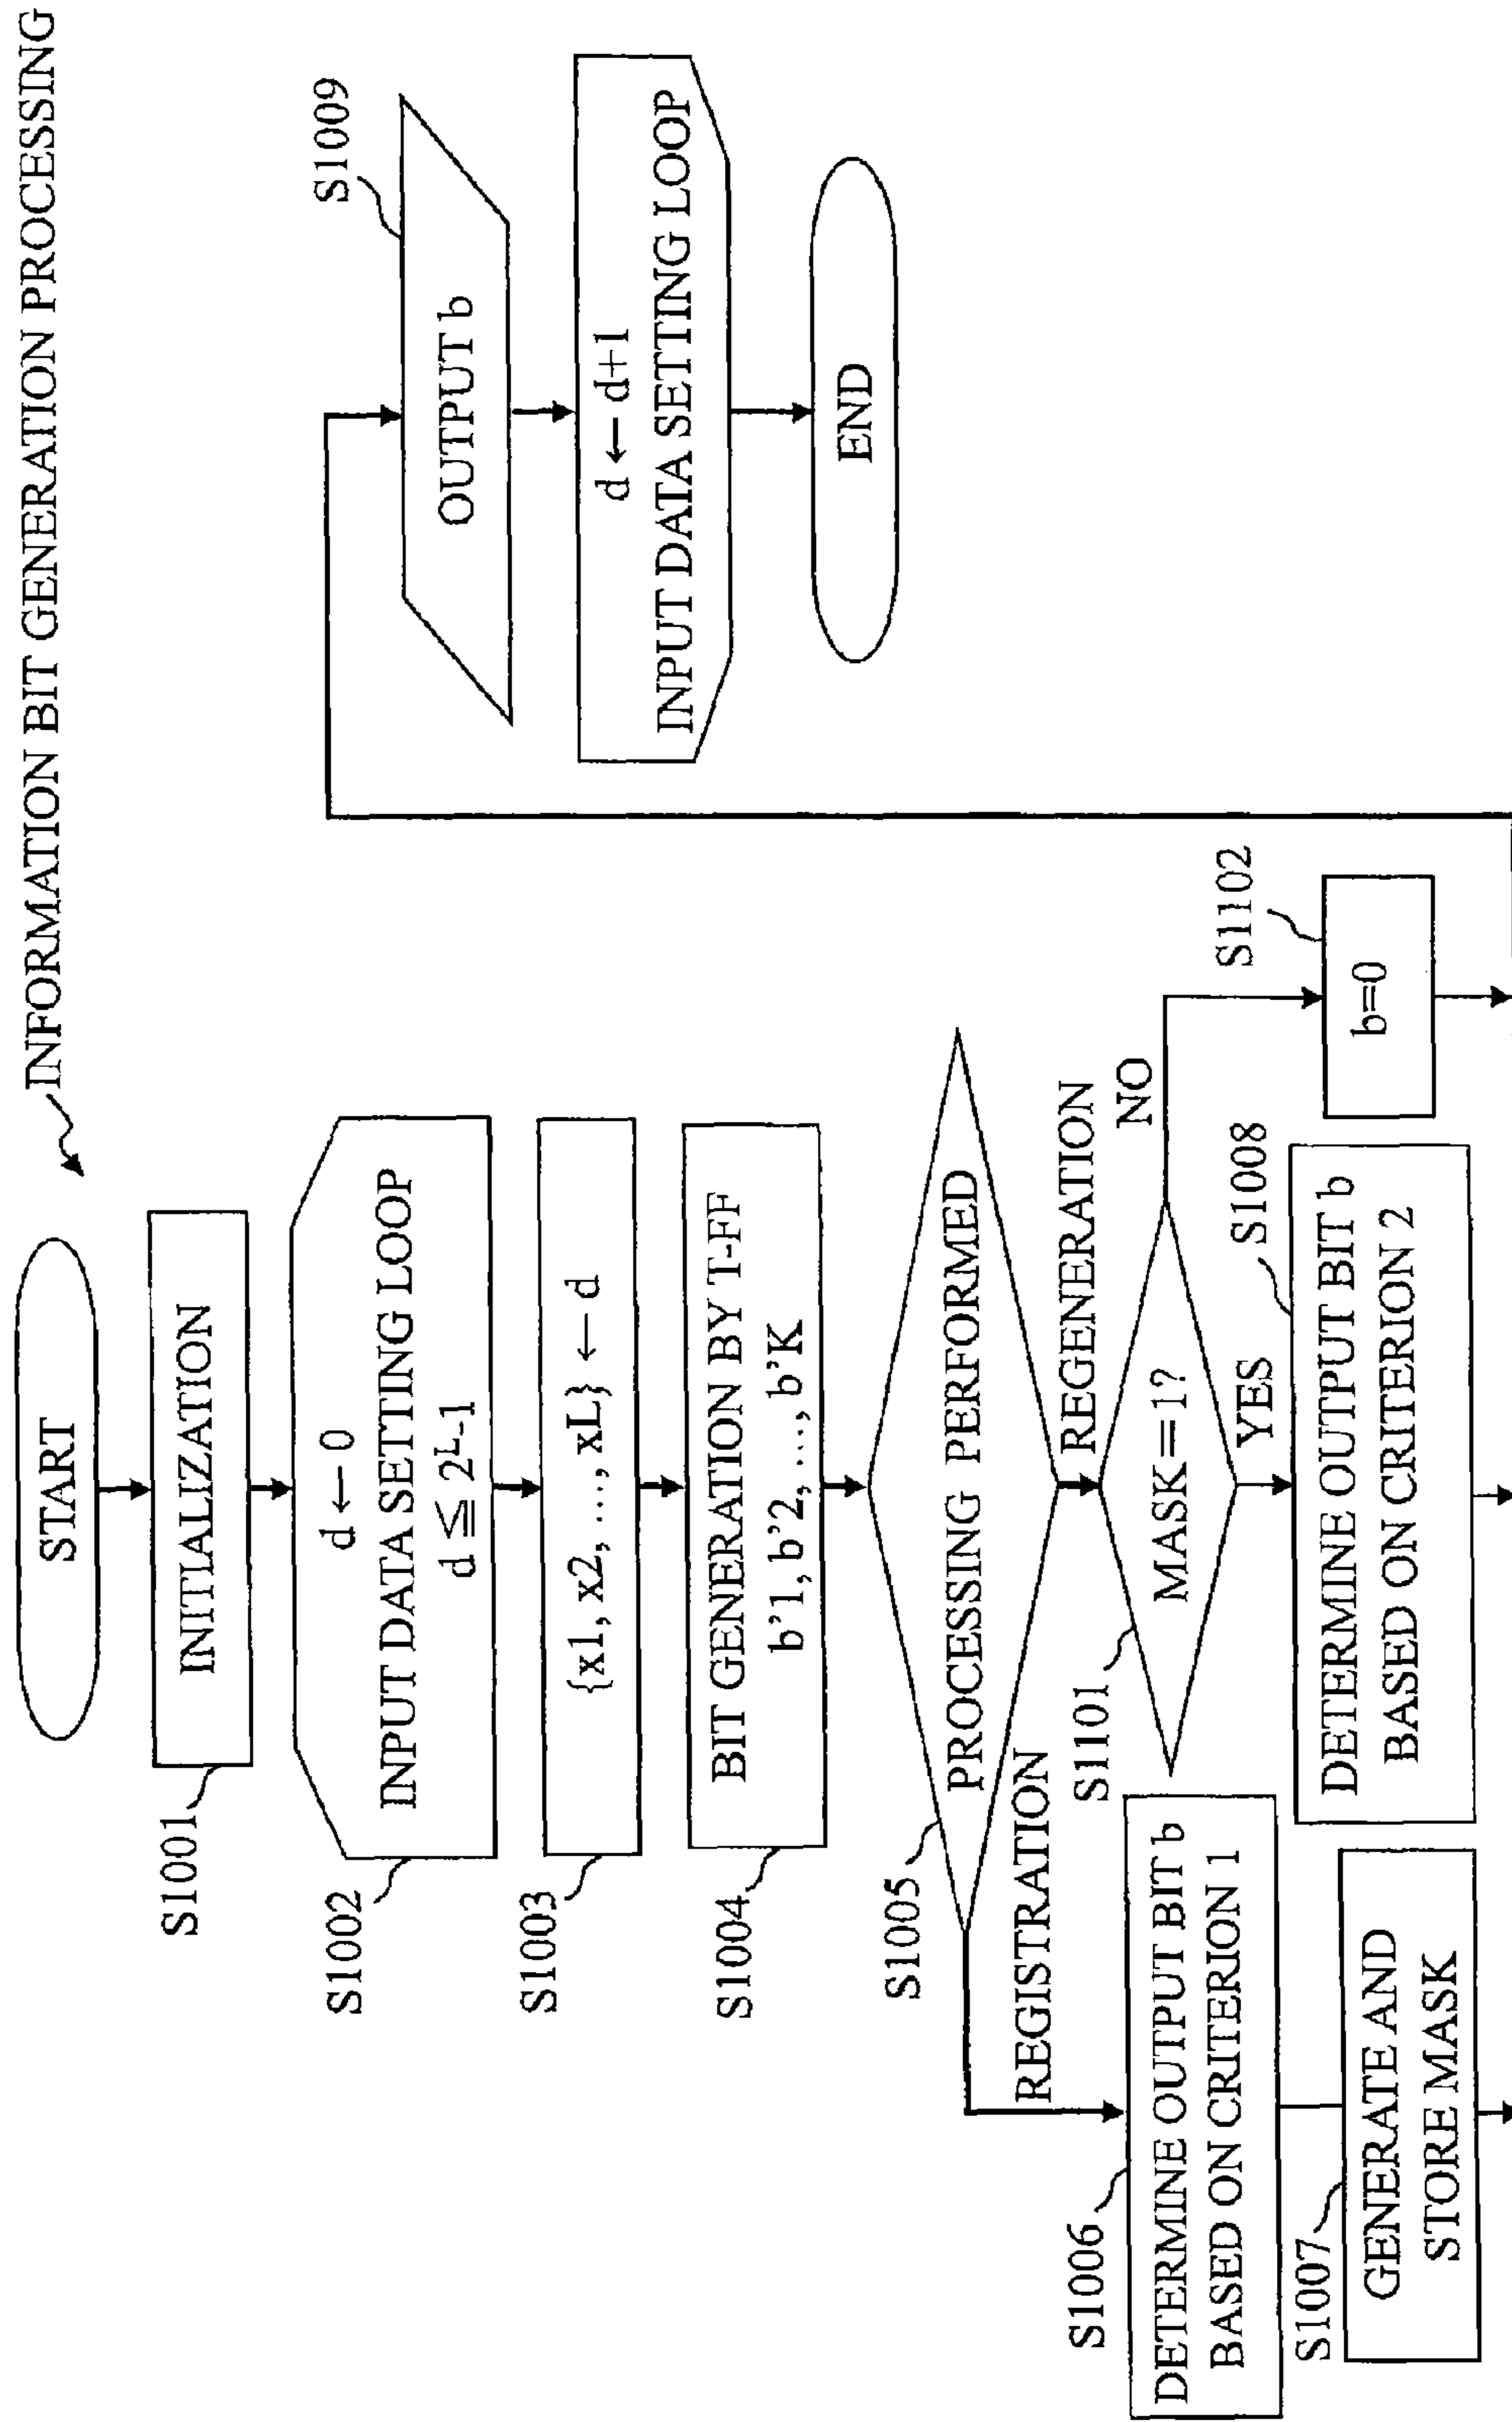 INFORMATION BIT GENERATION PROCESSING
START
S1001
INITIALIZATION
S1002
d ← 0
INPUT DATA SETTING LOOP
d ≦ 2^L-1
S1003
{x1, x2, ..., xL} ← d
S1004
BIT GENERATION BY T-FF
b'1, b'2, ..., b'K
S1005
PROCESSING PERFORMED
REGISTRATION
REGENERATION
S1006
DETERMINE OUTPUT BIT b
BASED ON CRITERION 1
S1007
GENERATE AND
STORE MASK
S1101
MASK=1?
NO
YES
S1008
DETERMINE OUTPUT BIT b
BASED ON CRITERION 2
S1102
b=0
S1009
OUTPUT b
d ← d+1
INPUT DATA SETTING LOOP
END